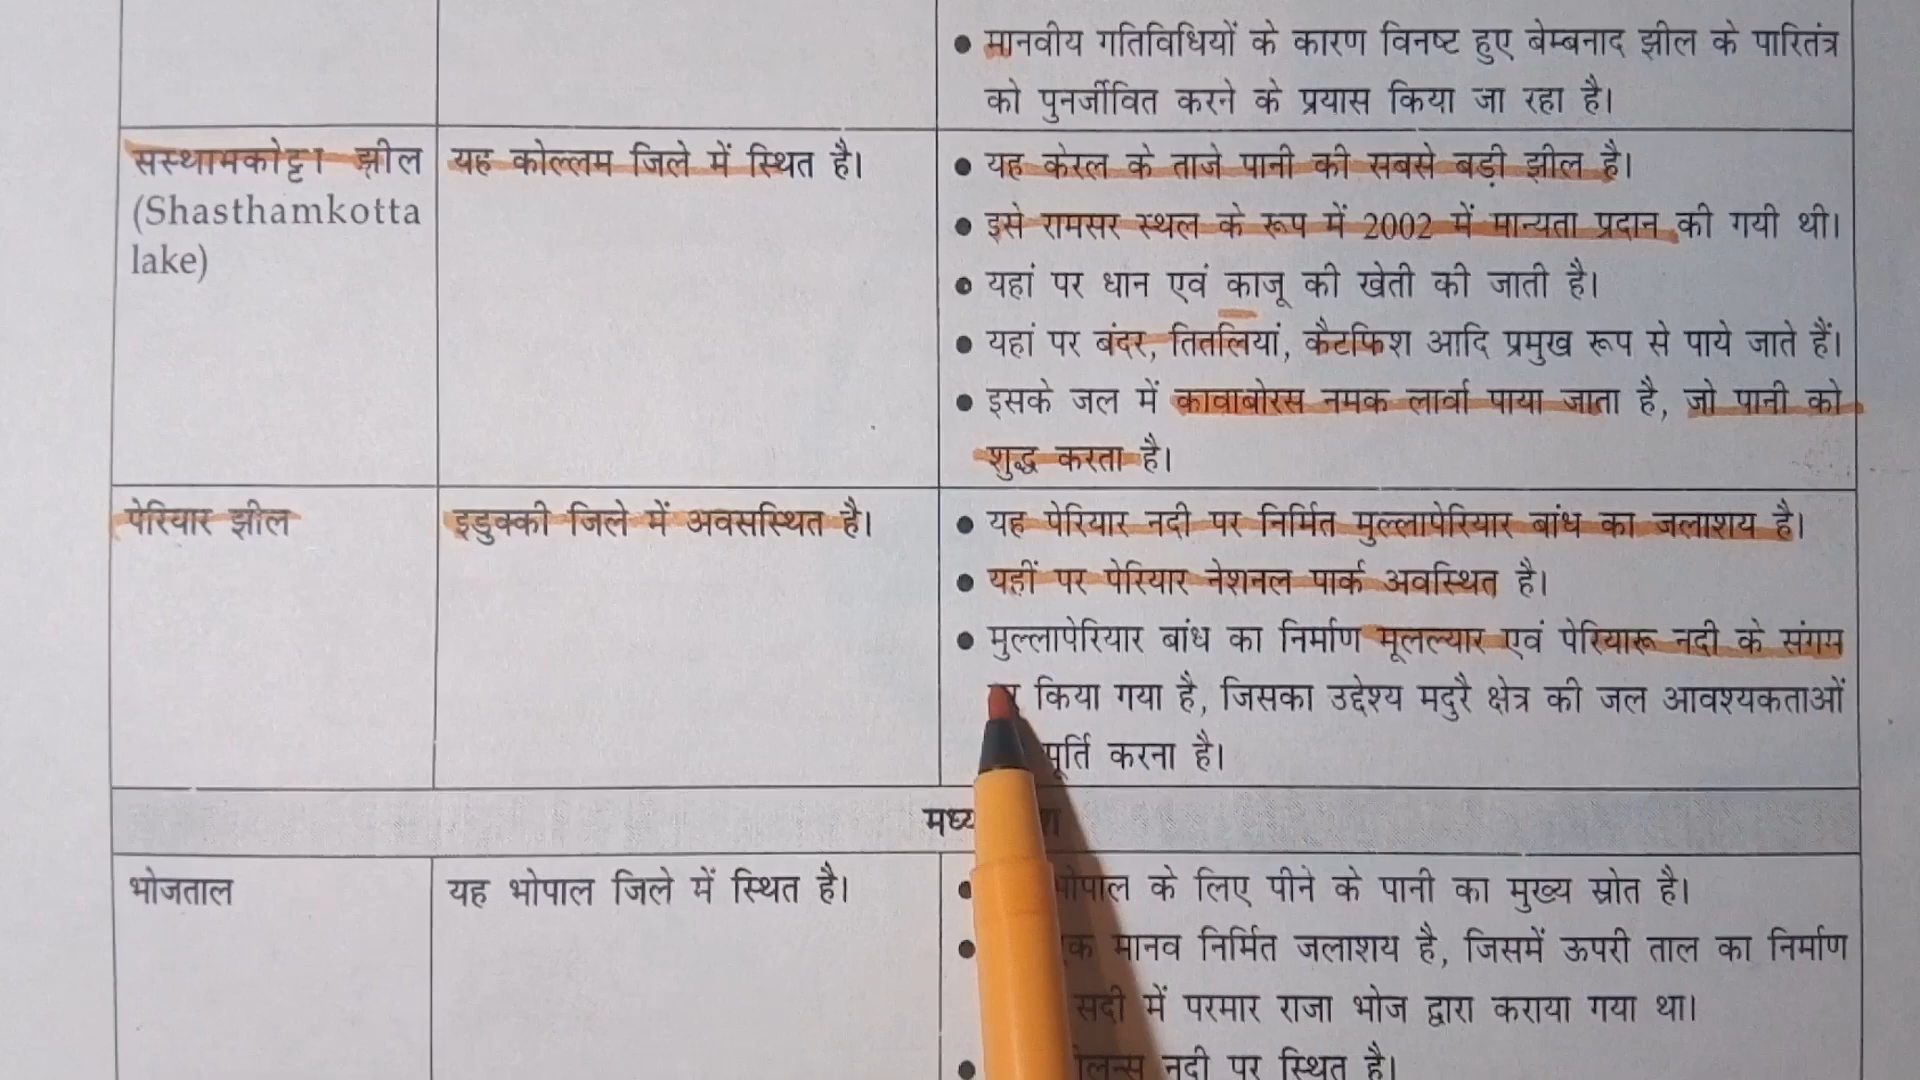 ● मानवीय गतिविधियों के कारण विनष्ट हुए बेम्बनाद झील के पारितंत्र
को पुनर्जीवित करने के प्रयास किया जा रहा है।
सस्थामकोट्टा झील
(Shasthamkotta
lake)
यह कोल्लम जिले में स्थित है।
● यह केरल के ताजे पानी की सबसे बड़ी झील है।
● इसे रामसर स्थल के रूप में 2002 में मान्यता प्रदान की गयी थी।
● यहां पर धान एवं काजू की खेती की जाती है।
● यहां पर बंदर, तितलियां, कैटफिश आदि प्रमुख रूप से पाये जाते हैं।
● इसके जल में कावाबोरस नमक लार्वा पाया जाता है, जो पानी को
शुद्ध करता है।
पेरियार झील
इडुक्की जिले में अवसस्थित है।
● यह पेरियार नदी पर निर्मित मुल्लापेरियार बांध का जलाशय है।
● यहीं पर पेरियार नेशनल पार्क अवस्थित है।
● मुल्लापेरियार बांध का निर्माण मूलल्यार एवं पेरियारू नदी के संगम
किया गया है, जिसका उद्देश्य मदुरै क्षेत्र की जल आवश्यकताओं
पूर्ति करना है।
भोजताल
यह भोपाल जिले में स्थित है।
● के लिए पीने के पानी का मुख्य स्रोत है।
● मानव निर्मित जलाशय है, जिसमें ऊपरी ताल का निर्माण
सदी में परमार राजा भोज द्वारा कराया गया था।
● नदी पर स्थित है।